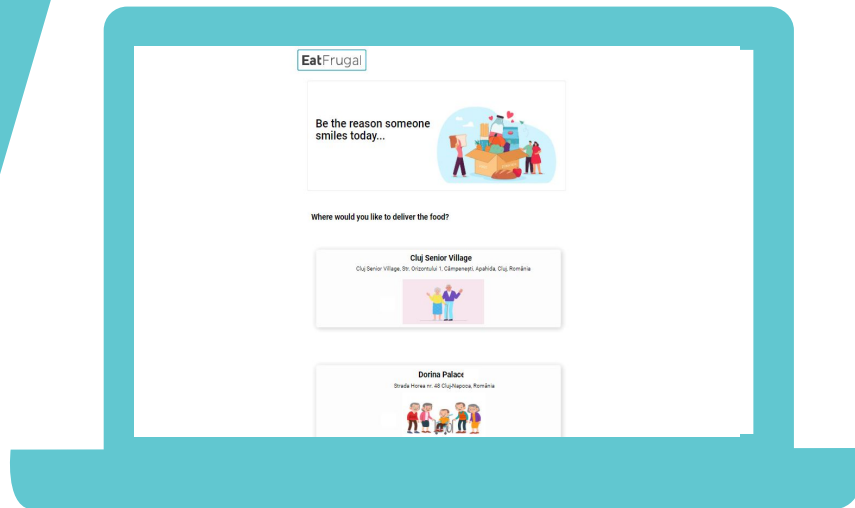 EatFrugal
Be the reason someone
smiles today...
Where would you like to deliver the food?
Cluj Senior Village
Cluj Senior Village, Str. Orizontului 1, Câmpenești, Apahida, Cluj, România
Dorina Palace
Strada Horea nr. 48 Cluj-Napoca, România